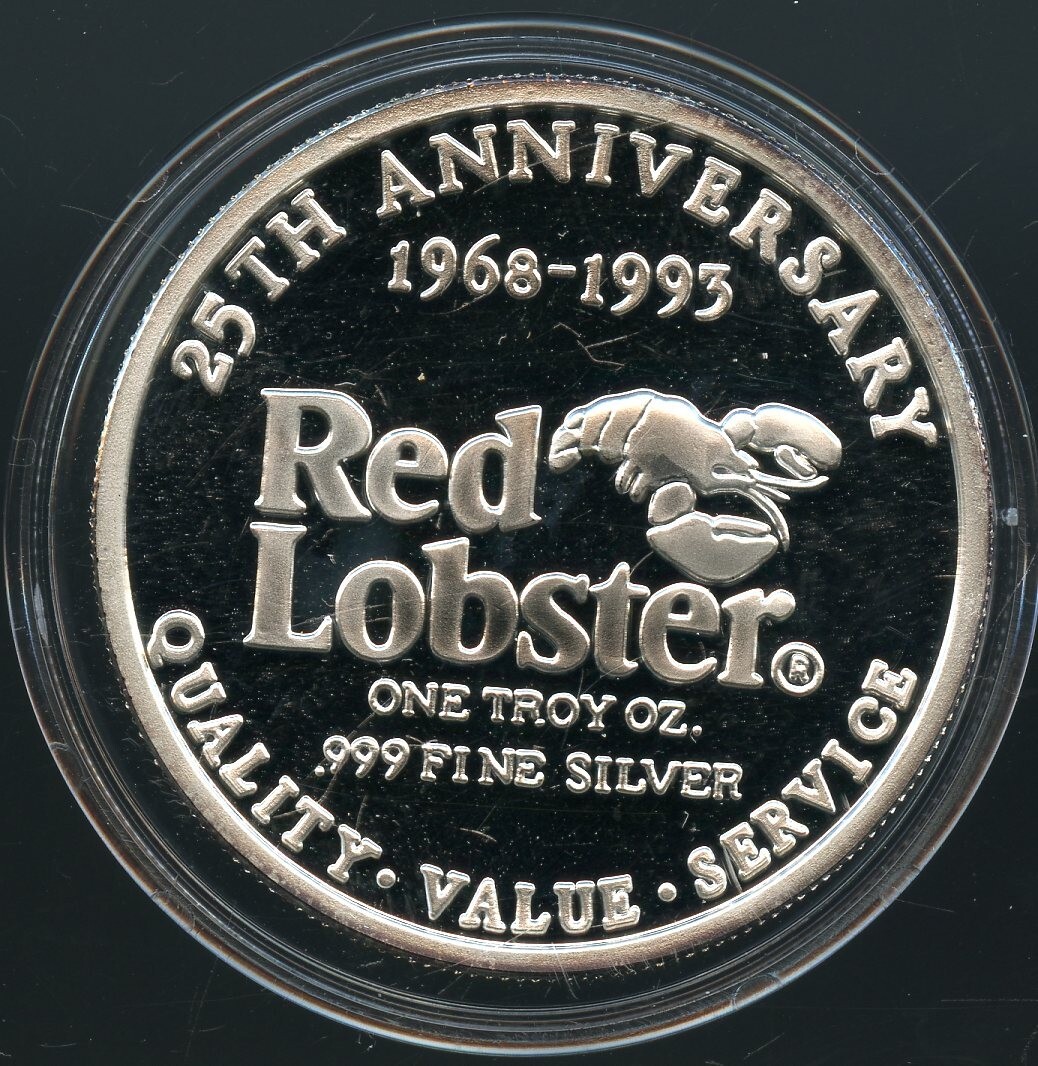 25TH ANNIVERSARY
1968-1993
Red
Lobster®
ONE TROY OZ.
.999 FINE SILVER
QUALITY · VALUE · SERVICE